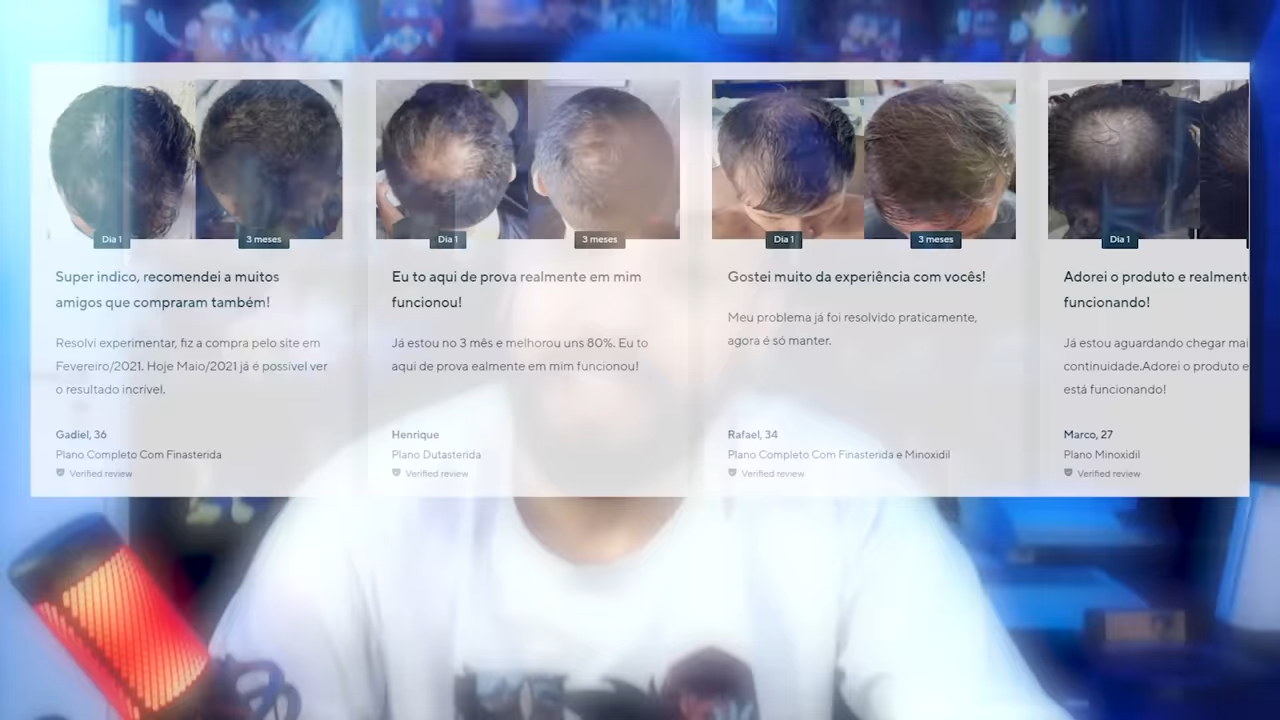 Dia 1
3 meses
Super indico, recomendei a muitos
amigos que compraram também!
Resolvi experimentar, fiz a compra pelo site em
Fevereiro/2021. Hoje Maio/2021 já é possível ver
o resultado incrível.
Gadiel, 36
Plano Completo Com Finasterida
Verified review
Dia 1
3 meses
Eu to aqui de prova realmente em mim
funcionou!
Já estou no 3 mês e melhorou uns 80%. Eu to
aqui de prova ealmente em mim funcionou!
Henrique
Plano Dutasterida
Verified review
Dia 1
3 meses
Gostei muito da experiência com vocês!
Meu problema já foi resolvido praticamente,
agora é só manter.
Rafael, 34
Plano Completo Com Finasterida e Minoxidil
Verified review
Dia 1
Adorei o produto e realment
funcionando!
Já estou aguardando chegar mai
continuidade.Adorei o produto e
está funcionando!
Marco, 27
Plano Minoxidil
Verified review